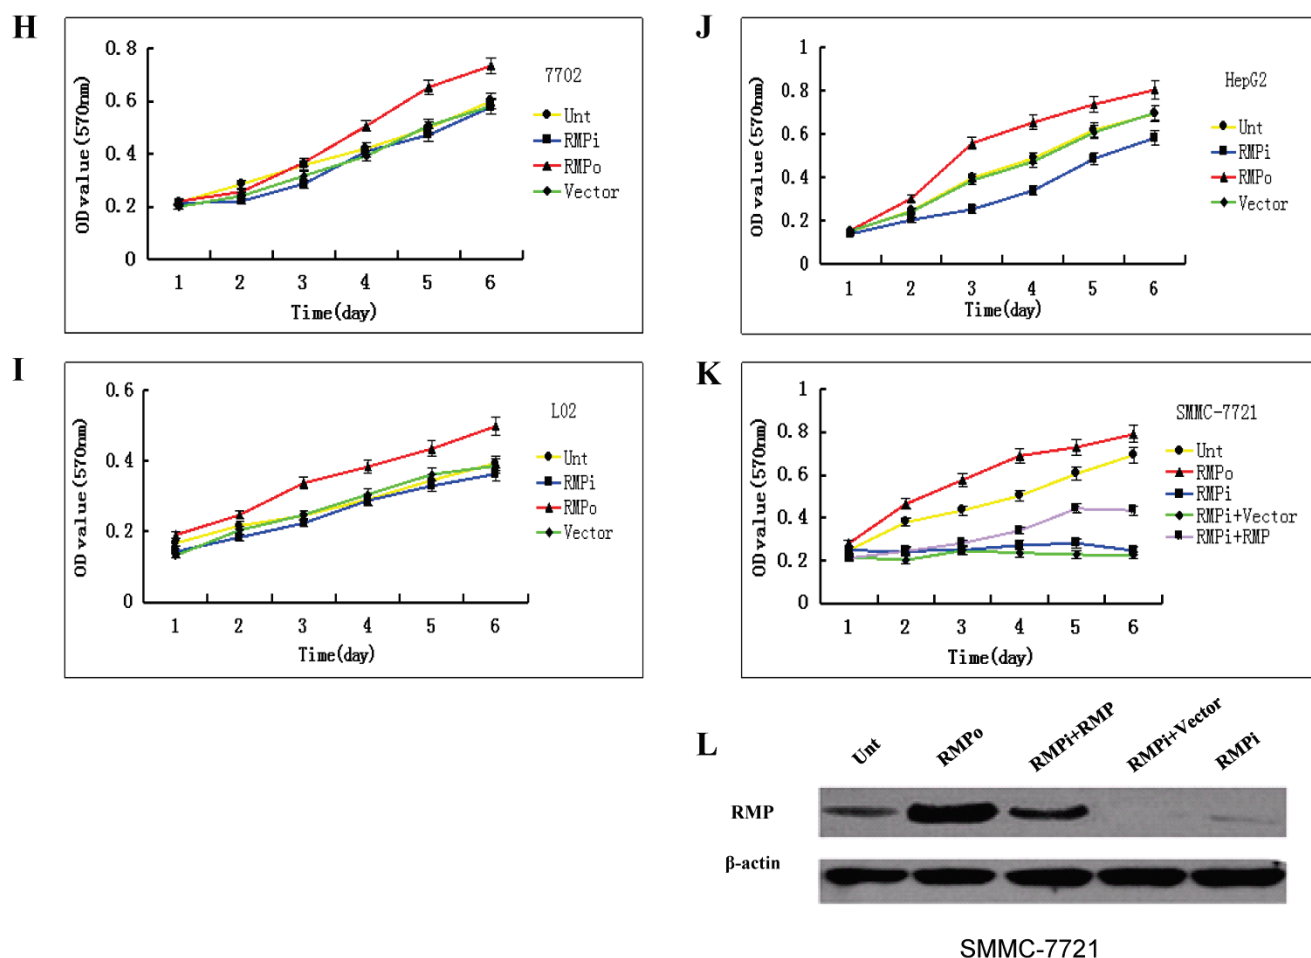 H
0.8
0.6
0.4
0.2
0
OD value(570nm)
1 2 3 4 5 6
Time(day)
7702
Unt
RMPi
RMPo
Vector
J
1
0.8
0.6
0.4
0.2
0
OD value(570nm)
1 2 3 4 5 6
Time(day)
HepG2
Unt
RMPi
RMPo
Vector
I
0.6
0.4
0.2
0
OD value(570nm)
1 2 3 4 5 6
Time(day)
L02
Unt
RMPi
RMPo
Vector
K
1
0.8
0.6
0.4
0.2
0
OD value(570nm)
1 2 3 4 5 6
Time(day)
SMMC-7721
Unt
RMPo
RMPi
RMPi+Vector
RMPi+RMP
L
Unt RMPo RMPi+RMP RMPi+Vector RMPi
RMP
β-actin
SMMC-7721